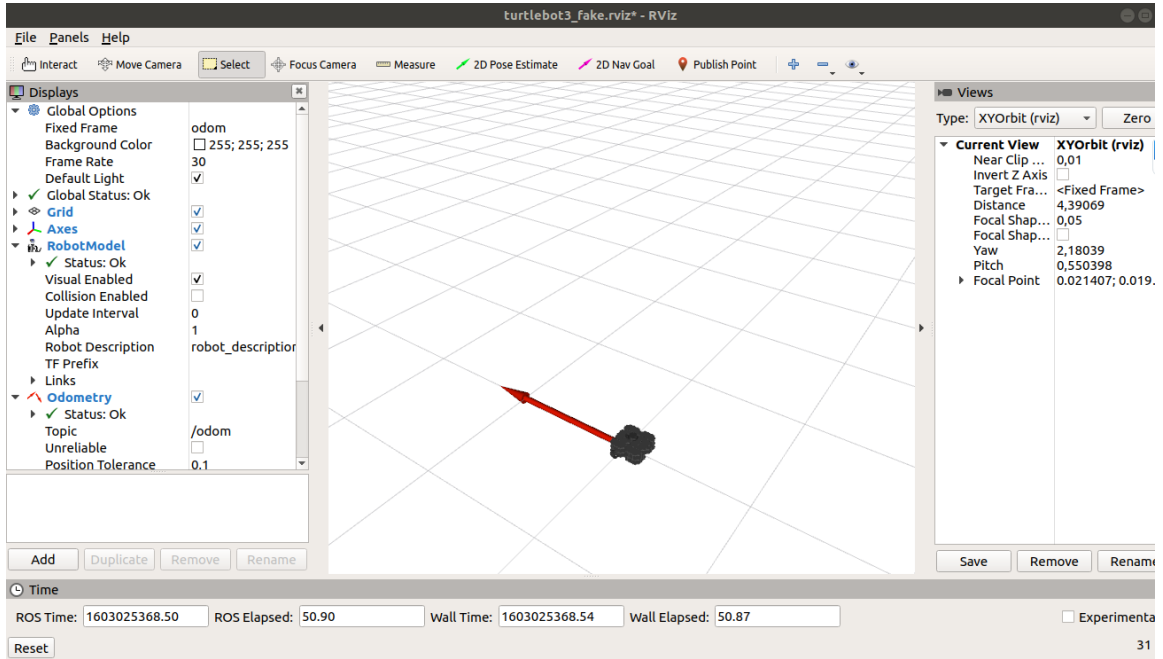 turtlebot3_fake.rviz* - RViz
File Panels Help
Interact Move Camera Select Focus Camera Measure 2D Pose Estimate 2D Nav Goal Publish Point
Displays
Global Options
Fixed Frame odom
Background Color 255; 255; 255
Frame Rate 30
Default Light
Global Status: Ok
Grid
Axes
RobotModel
Status: Ok
Visual Enabled
Collision Enabled
Update Interval 0
Alpha 1
Robot Description robot_description
TF Prefix
Links
Odometry
Status: Ok
Topic /odom
Unreliable
Position Tolerance 0.1
Add Duplicate Remove Rename
Views
Type: XYOrbit (rviz) Zero
Current View XYOrbit (rviz)
Near Clip ... 0,01
Invert Z Axis
Target Fra... <Fixed Frame>
Distance 4,39069
Focal Shap... 0,05
Focal Shap...
Yaw 2,18039
Pitch 0,550398
Focal Point 0.021407; 0.019.
Save Remove Rename
Time
ROS Time: 1603025368.50 ROS Elapsed: 50.90 Wall Time: 1603025368.54 Wall Elapsed: 50.87 Experimenta
Reset 31